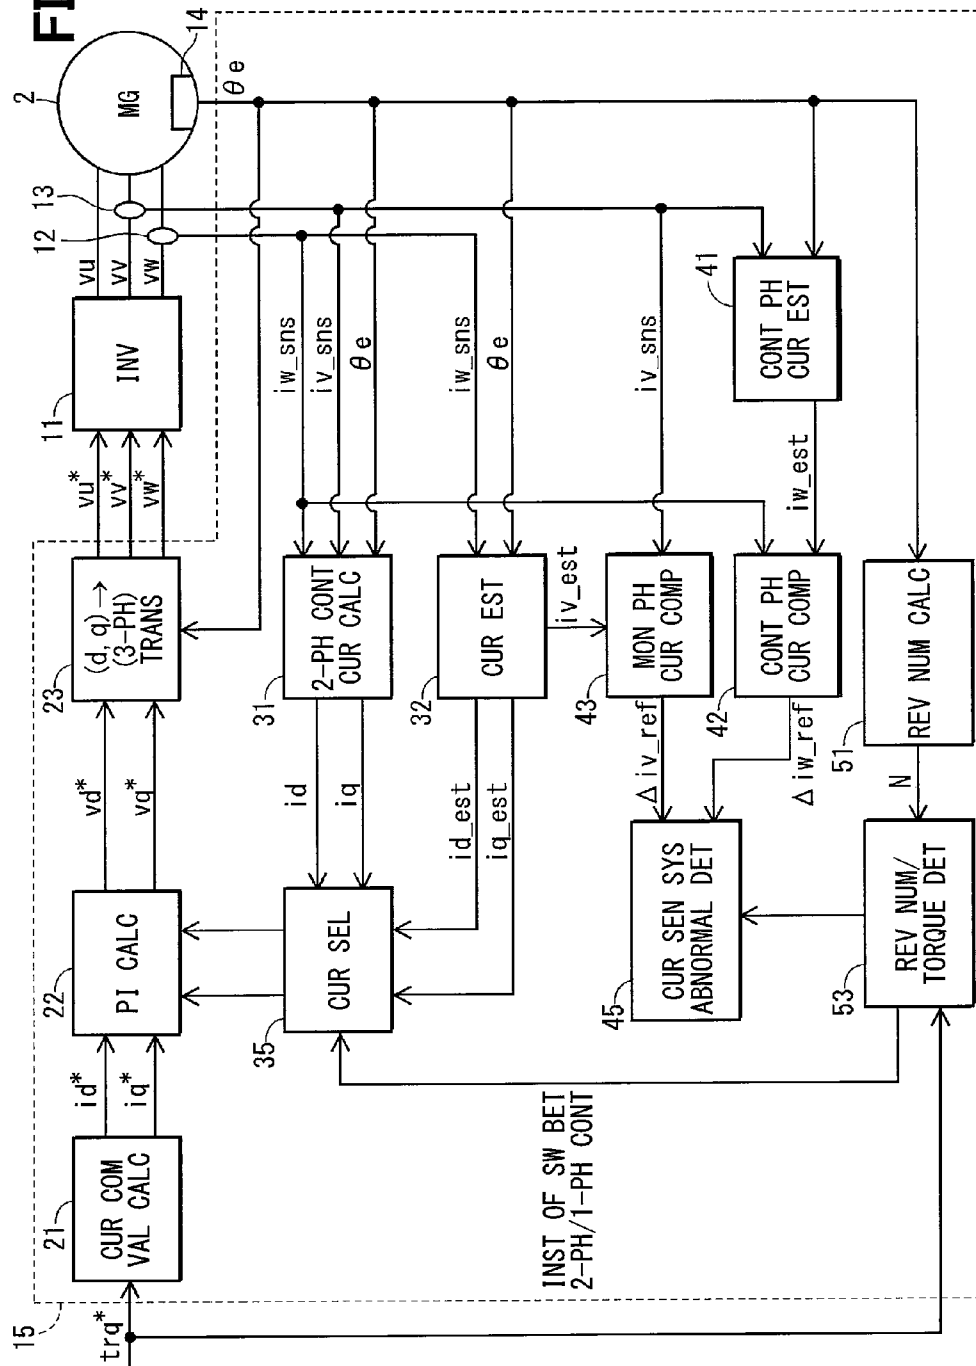 FI
15
trq*
21
CUR COM
VAL CALC
id*
iq*
22
PI CALC
vd*
vq*
23
(d, q)→
(3-PH)
TRANS
vu*
vv*
vw*
11
INV
vu
vv
vw
12
13
2
MG
14
θe
35
CUR SEL
id
iq
31
2-PH CONT
CUR CALC
iw_sns
iv_sns
θe
id_est
iq_est
32
CUR EST
iw_sns
θe
iv_est
INST OF SW BET
2-PH/1-PH CONT
45
CUR SEN SYS
ABNORMAL DET
Δiv_ref
43
MON PH
CUR COMP
iv_sns
Δiw_ref
42
CONT PH
CUR COMP
iw_est
41
CONT PH
CUR EST
53
REV NUM/
TORQUE DET
N
51
REV NUM CALC